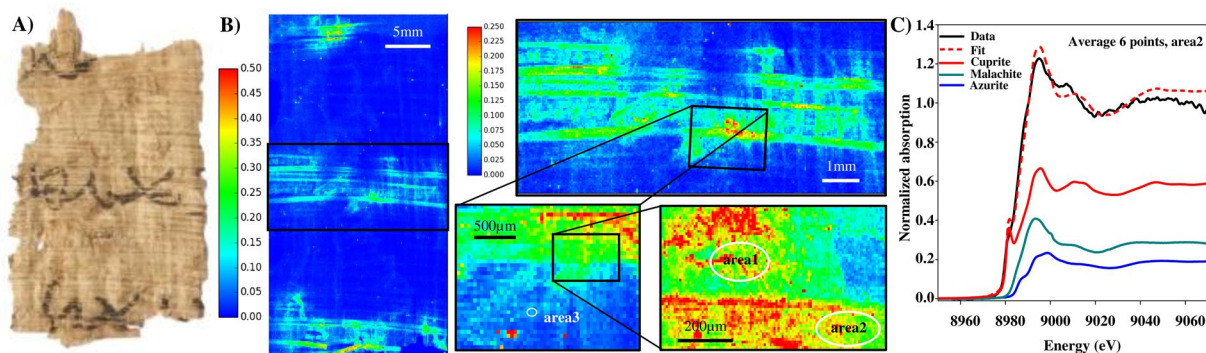 A)
B)
0.50
0.45
0.40
0.35
0.30
0.25
0.20
0.15
0.10
0.05
0.00
5mm
0.250
0.225
0.200
0.175
0.150
0.125
0.100
0.075
0.050
0.025
0.000
1mm
500µm
area3
area1
area2
200µm
C)
Normalized absorption
1.4
1.2
1.0
0.8
0.6
0.4
0.2
0.0
Data
Fit
Cuprite
Malachite
Azurite
Average 6 points, area2
8960 8980 9000 9020 9040 9060
Energy (eV)